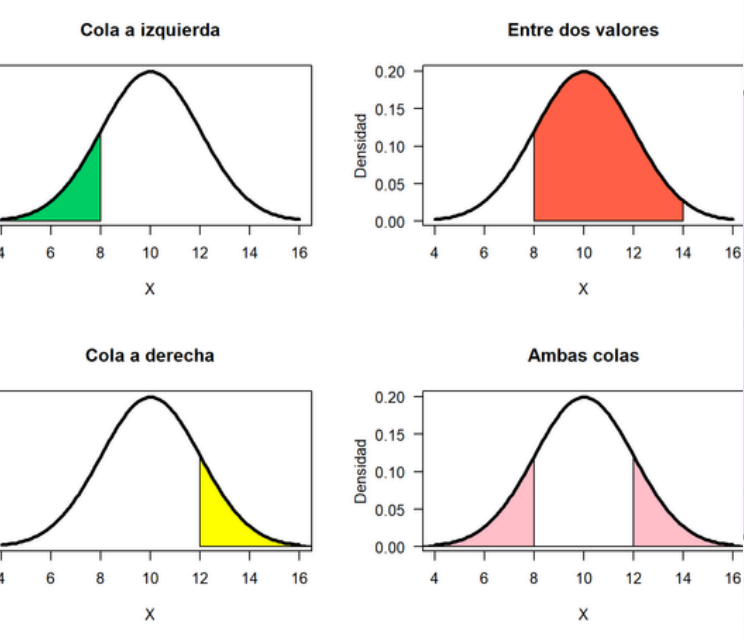 Cola a izquierda
4 6 8 10 12 14 16
X
Entre dos valores
Densidad
0.20
0.15
0.10
0.05
0.00
4 6 8 10 12 14 16
X
Cola a derecha
4 6 8 10 12 14 16
X
Ambas colas
Densidad
0.20
0.15
0.10
0.05
0.00
4 6 8 10 12 14 16
X